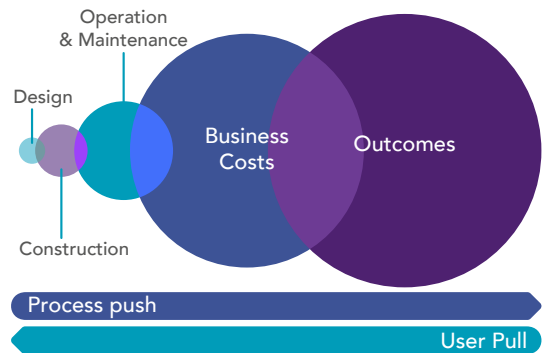 Operation
& Maintenance
Design
Business
Costs
Outcomes
Construction
Process push
User Pull